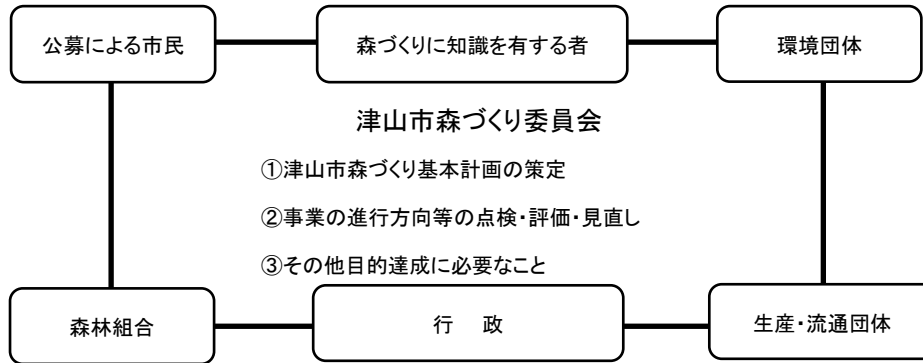 公募による市民
森づくりに知識を有する者
環境団体
津山市森づくり委員会
①津山市森づくり基本計画の策定
②事業の進行方向等の点検・評価・見直し
③その他目的達成に必要なこと
森林組合
行　政
生産・流通団体